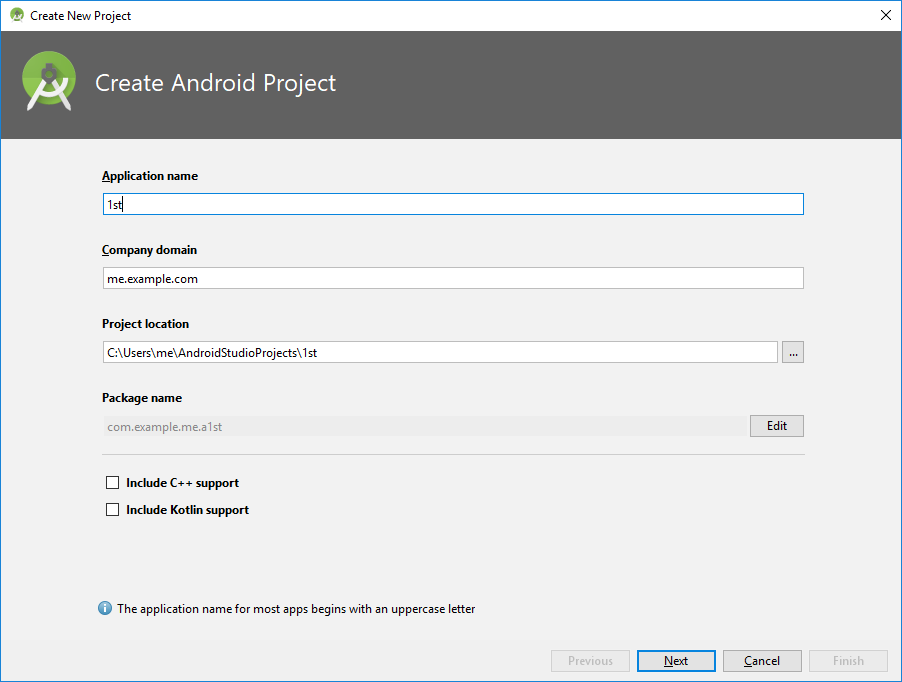 Create New Project
Create Android Project
Application name
1st
Company domain
me.example.com
Project location
C:\Users\me\AndroidStudioProjects\1st
...
Package name
com.example.me.a1st
Edit
Include C++ support
Include Kotlin support
The application name for most apps begins with an uppercase letter
Previous Next Cancel Finish